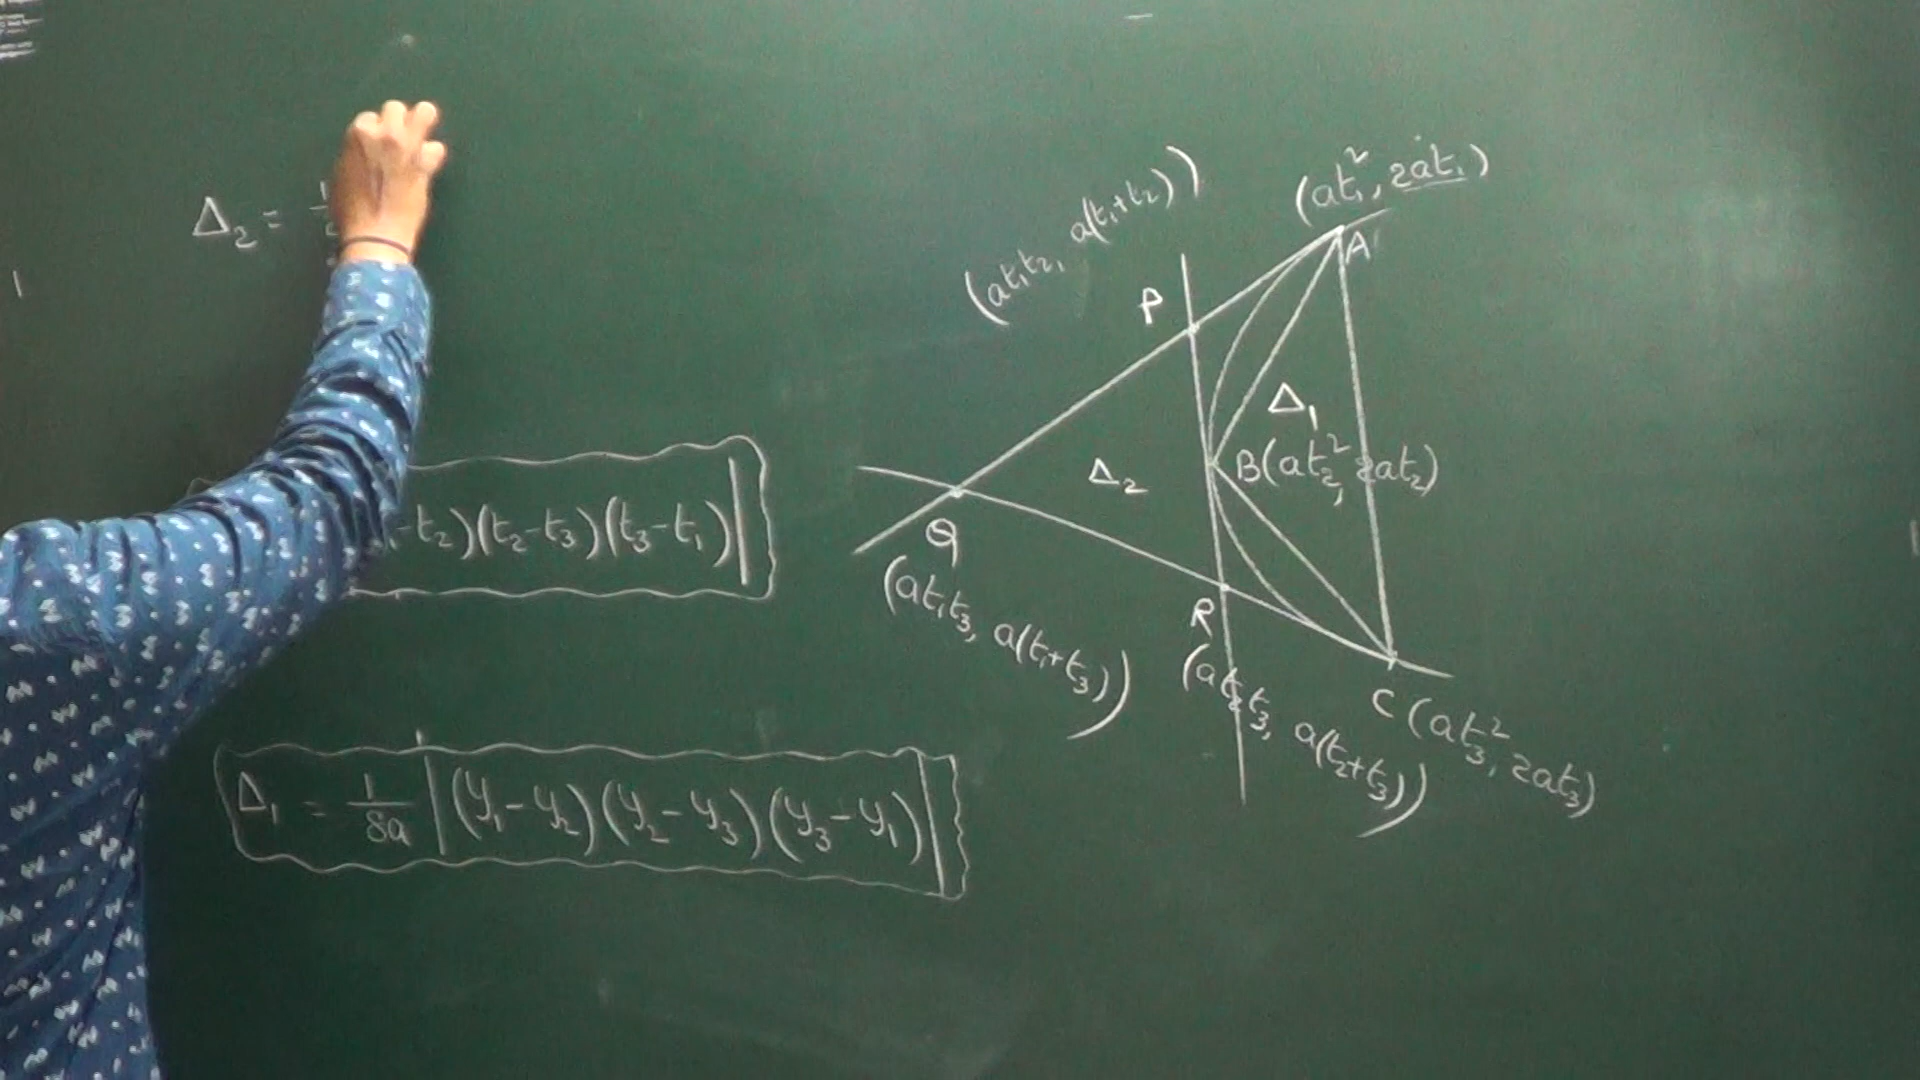 Δ₂ = 1
-t₂)(t₂-t₃)(t₃-t₁)|
Δ₁ = 1/8a |(y₁-y₂)(y₂-y₃)(y₃-y₁)|
(at₁², 2at₁)
A
(at₁t₂, a(t₁+t₂))
P
Δ₁
B(at₂², 2at₂)
Δ₂
Q
(at₁t₃, a(t₁+t₃))
R
(at₂t₃, a(t₂+t₃))
C (at₃², 2at₃)